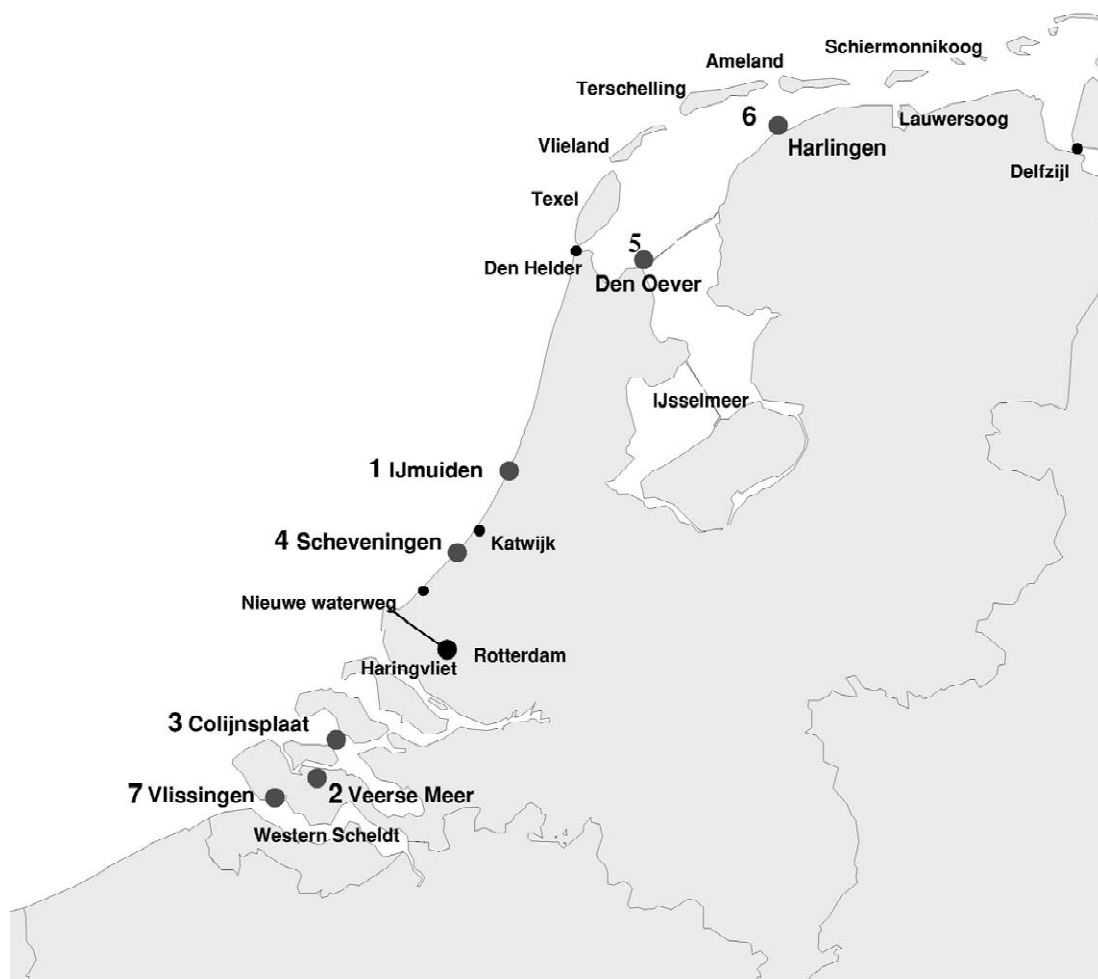 Schiermonnikoog
Ameland
Terschelling
6
Lauwersoog
Vlieland
Harlingen
Delfzijl
Texel
5
Den Helder
Den Oever
IJsselmeer
1 IJmuiden
4 Scheveningen
Katwijk
Nieuwe waterweg
Rotterdam
Haringvliet
3 Colijnsplaat
7 Vlissingen
2 Veerse Meer
Western Scheldt